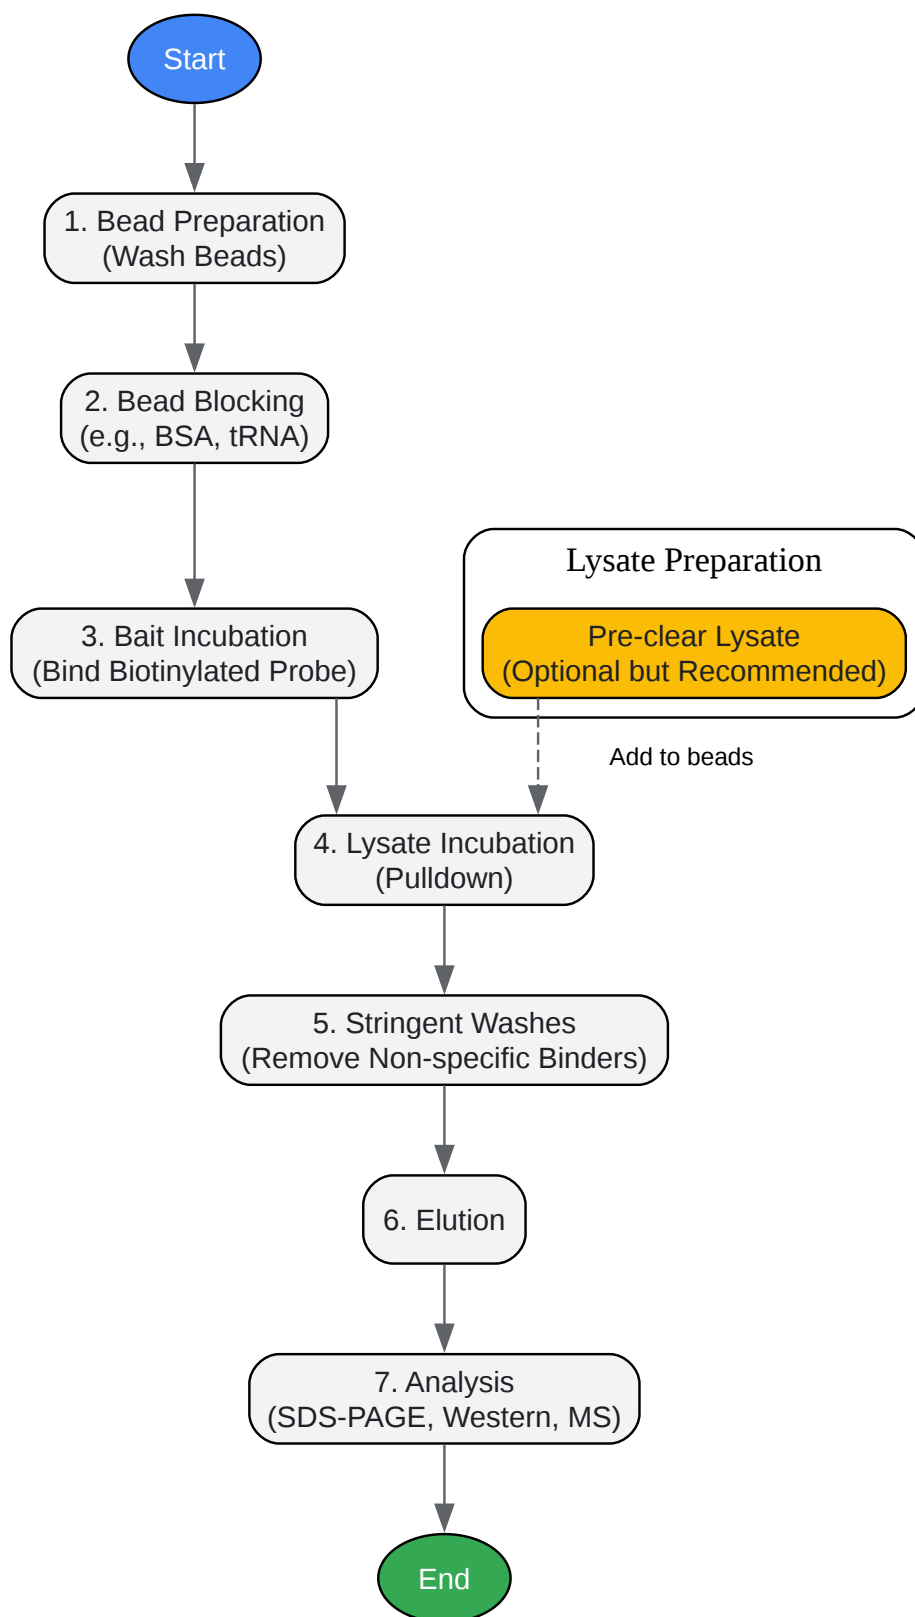 Start
1. Bead Preparation
(Wash Beads)
2. Bead Blocking
(e.g., BSA, tRNA)
Lysate Preparation
3. Bait Incubation
(Bind Biotinylated Probe)
Pre-clear Lysate
(Optional but Recommended)
Add to beads
4. Lysate Incubation
(Pulldown)
5. Stringent Washes
(Remove Non-specific Binders)
6. Elution
7. Analysis
(SDS-PAGE, Western, MS)
End